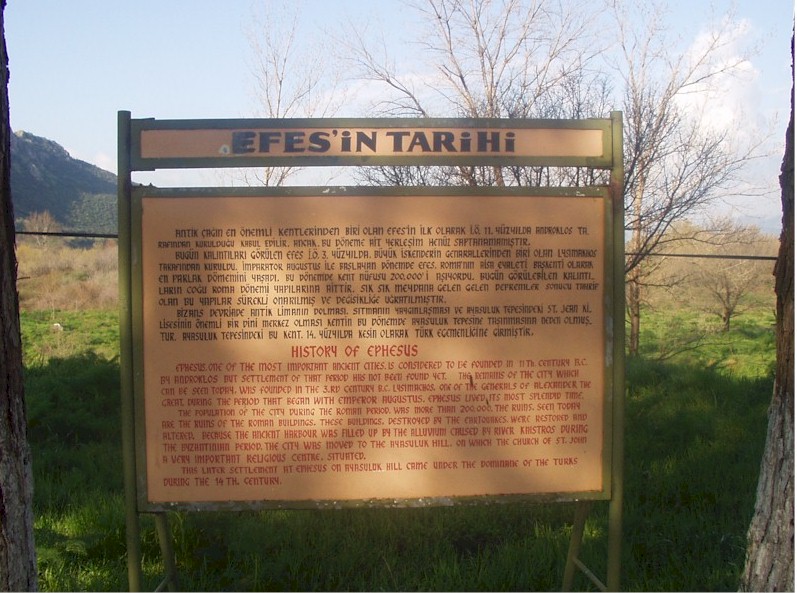 EFES'İN TARİHİ
ANTİK ÇAĞIN EN ÖNEMLİ KENTLERİNDEN BİRİ OLAN EFES'İN İLK OLARAK İ.Ö. 11. YÜZYILDA ANDROKLOS TA
RAFINDAN KURULDUĞU KABUL EDİLİR. ANCAK, BU DÖNEME AİT YERLEŞİM HENÜZ SAPTANAMAMIŞTIR.
BUGÜN KALINTILARI GÖRÜLEN EFES İ.Ö. 3. YÜZYILDA, BÜYÜK İSKENDERİN GENARALLERİNDEN BİRİ OLAN LYSIMAKHOS
TARAFINDAN KURULDU. İMPARATOR AUGUSTUS İLE BAŞLAYAN DÖNEMDE EFES, ROMA'NIN ASYA EYALETİ BAŞKENTİ OLARAK
EN PARLAK DÖMEMİNİ YAŞADI. BU DÖNEMDE KENT NÜFUSU 200.000'İ AŞIYORDU. BUGÜN GÖRÜLEBİLEN KALINTI_
LARIN ÇOĞU ROMA DÖNEMİ YAPILARINA AİTTİR. SIK SIK MEYDANA GELEN GELEN DEPREMLER SONUCU TAHRİP
OLAN BU YAPILAR SÜREKLİ ONARILMIŞ VE DEĞİŞİKLİĞE UĞRATILMIŞTIR.
BİZANS DEVRİNDE ANTİK LİMANIN DOLMASI, SITMANIN YAYGINLAŞMASI VE AYASULUK TEPESİNDEKİ ST. JEAN Kİ_
LİSESİNİN ÖNEMLİ BİR DİNİ MERKEZ OLMASI KENTİN BU DÖNEMDE AYASULUK TEPESİNE TAŞINMASINA NEDEN OLMUŞ_
TUR. AYASULUK TEPESİNDEKİ BU KENT, 14. YÜZYILDA KESİN OLARAK TÜRK EGEMENLİĞİNE GİRMİŞTİR.
HISTORY OF EPHESUS
EPHESUS, ONE OF THE MOST IMPORTANT ANCIENT CITIES, IS CONSIDERED TO BE FOUNDED IN 11 TH. CENTURY B.C.
BY ANDROKLOS BUT SETTLEMENT OF THAT PERIOD HAS NOT BEEN FOUND YET. THE REMAINS OF THE CITY WHICH
CAN BE SEEN TODAY, WAS FOUNDED IN THE 3.RD CENTURY B.C. LYSIMACHOS, ONE OF THE GENERALS OF ALEXANDER THE
GREAT, DURING THE PERIOD THAT BEGAN WITH EMPEROR AUGUSTUS, EPHESUS LIVED ITS MOST SPLENDID TIME.
THE POPULATION OF THE CITY DURING THE ROMAN PERIOD, WAS MORE THAN 200,000, THE RUINS, SEEN TODAY
ARE THE RUINS OF THE ROMAN BUILDINGS. THESE BUILDINGS, DESTROYED BY THE EARTQUAKES, WERE RESTORED AND
ALTERED. BECAUSE THE ANCIENT HARBOUR WAS FILLED UP BY THE ALLUVIUM CAUSED BY RIVER KAISTROS DURING
THE BYZANTINIAN PERIOD, THE CITY WAS MOVED TO THE AYASULUK HILL, ON WHICH THE CHURCH OF ST. JOHN
A VERY IMPORTANT RELIGIOUS CENTRE, SITUATED.
THIS LATER SETTLEMENT AT EPHESUS ON AYASULUK HILL CAME UNDER THE DOMINANE OF THE TURKS
DURING THE 14 TH. CENTURY.